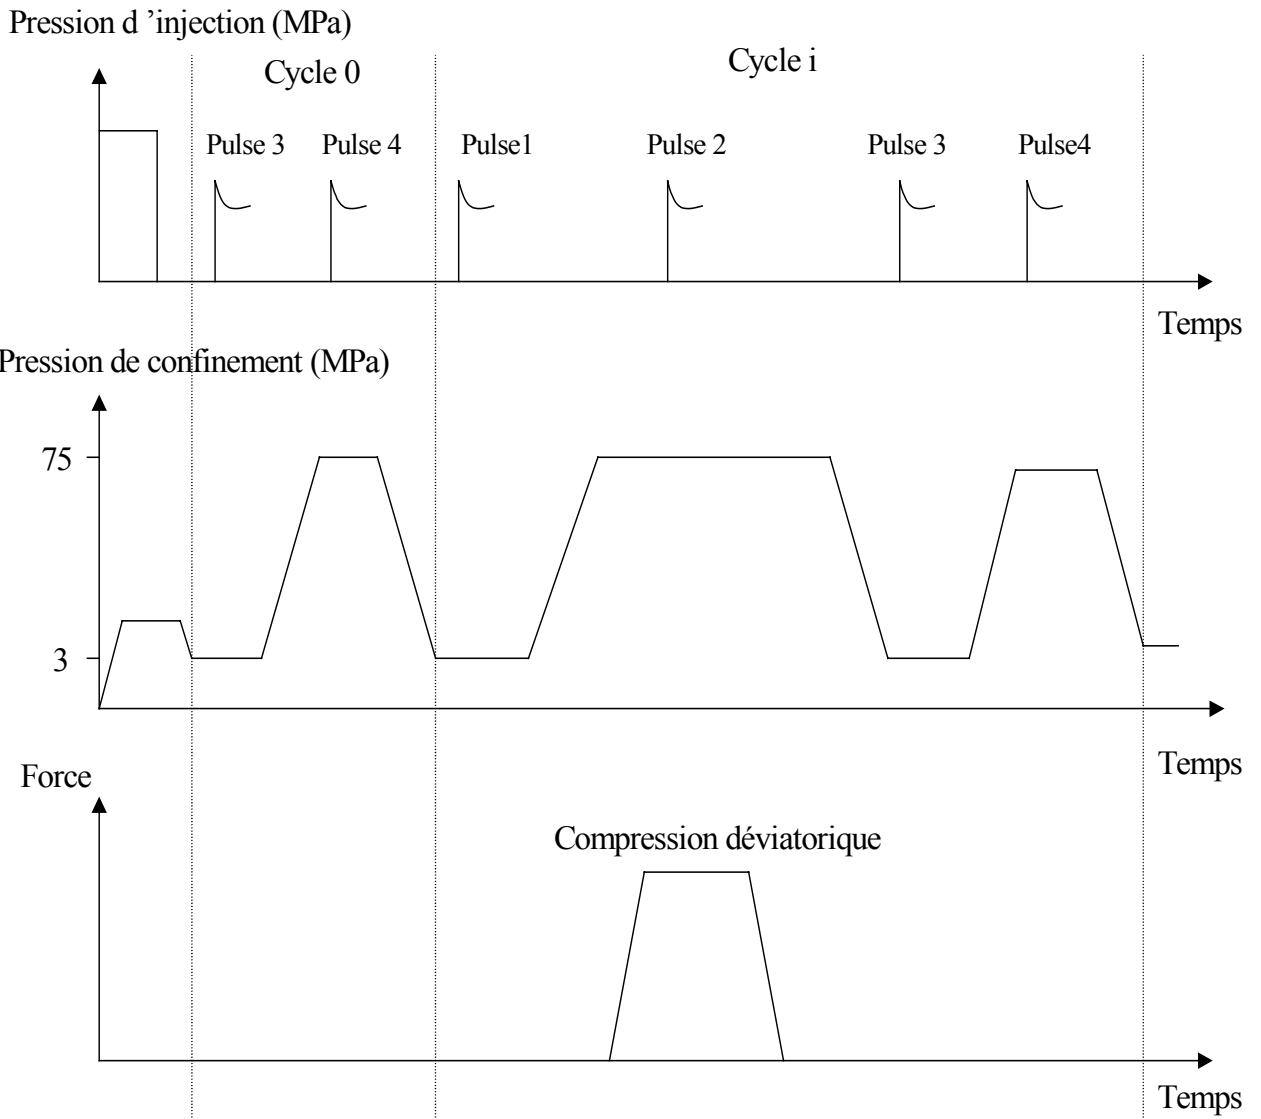 Pression d ’injection (MPa)
Cycle 0
Cycle i
Pulse 3
Pulse 4
Pulse1
Pulse 2
Pulse 3
Pulse4
Temps
Pression de confinement (MPa)
75
3
Temps
Force
Compression déviatorique
Temps